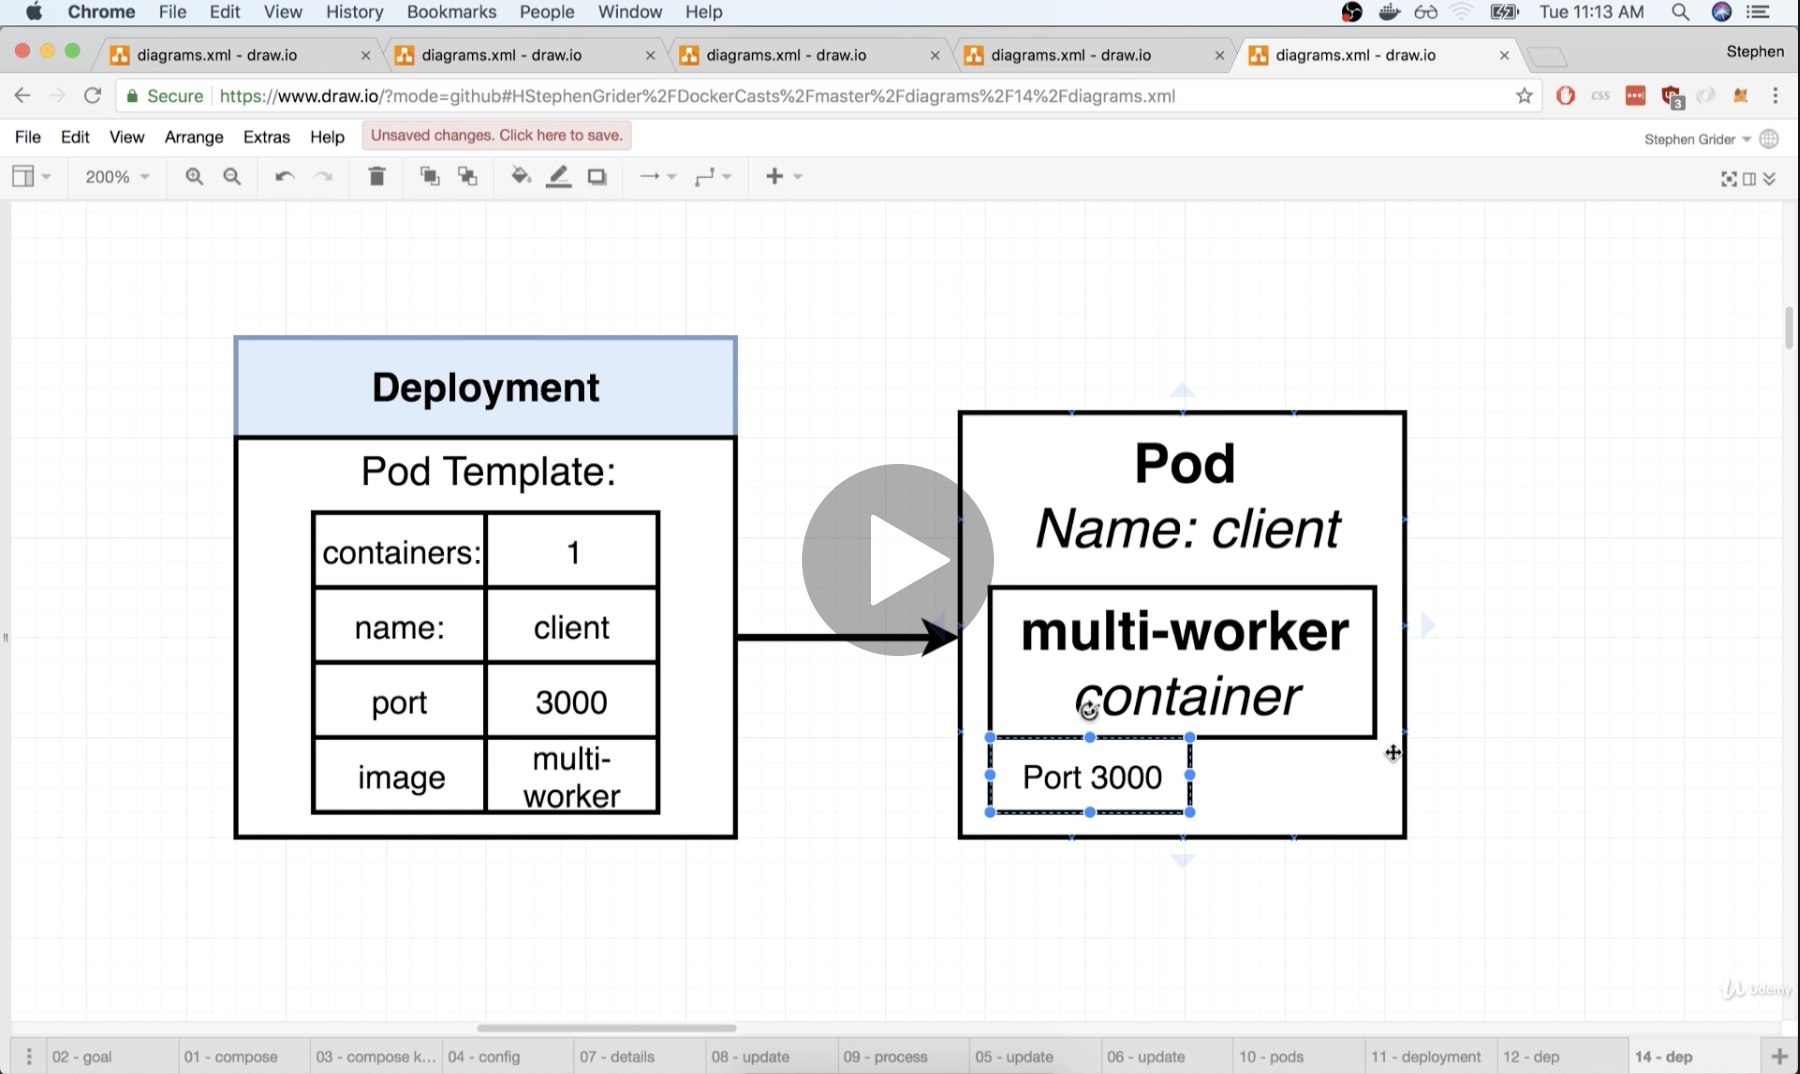 Chrome File Edit View History Bookmarks People Window Help Tue 11:13 AM
diagrams.xml - draw.io diagrams.xml - draw.io diagrams.xml - draw.io diagrams.xml - draw.io diagrams.xml - draw.io Stephen
Secure https://www.draw.io/?mode=github#HStephenGrider%2FDockerCasts%2Fmaster%2Fdiagrams%2F14%2Fdiagrams.xml CSS 3
File Edit View Arrange Extras Help Unsaved changes. Click here to save. Stephen Grider
200%
Deployment
Pod Template:
containers: 1
name: client
port 3000
image multi-
worker
Pod
Name: client
multi-worker
container
Port 3000
Udemy
02 - goal 01 - compose 03 - compose k... 04 - config 07 - details 08 - update 09 - process 05 - update 06 - update 10 - pods 11 - deployment 12 - dep 14 - dep